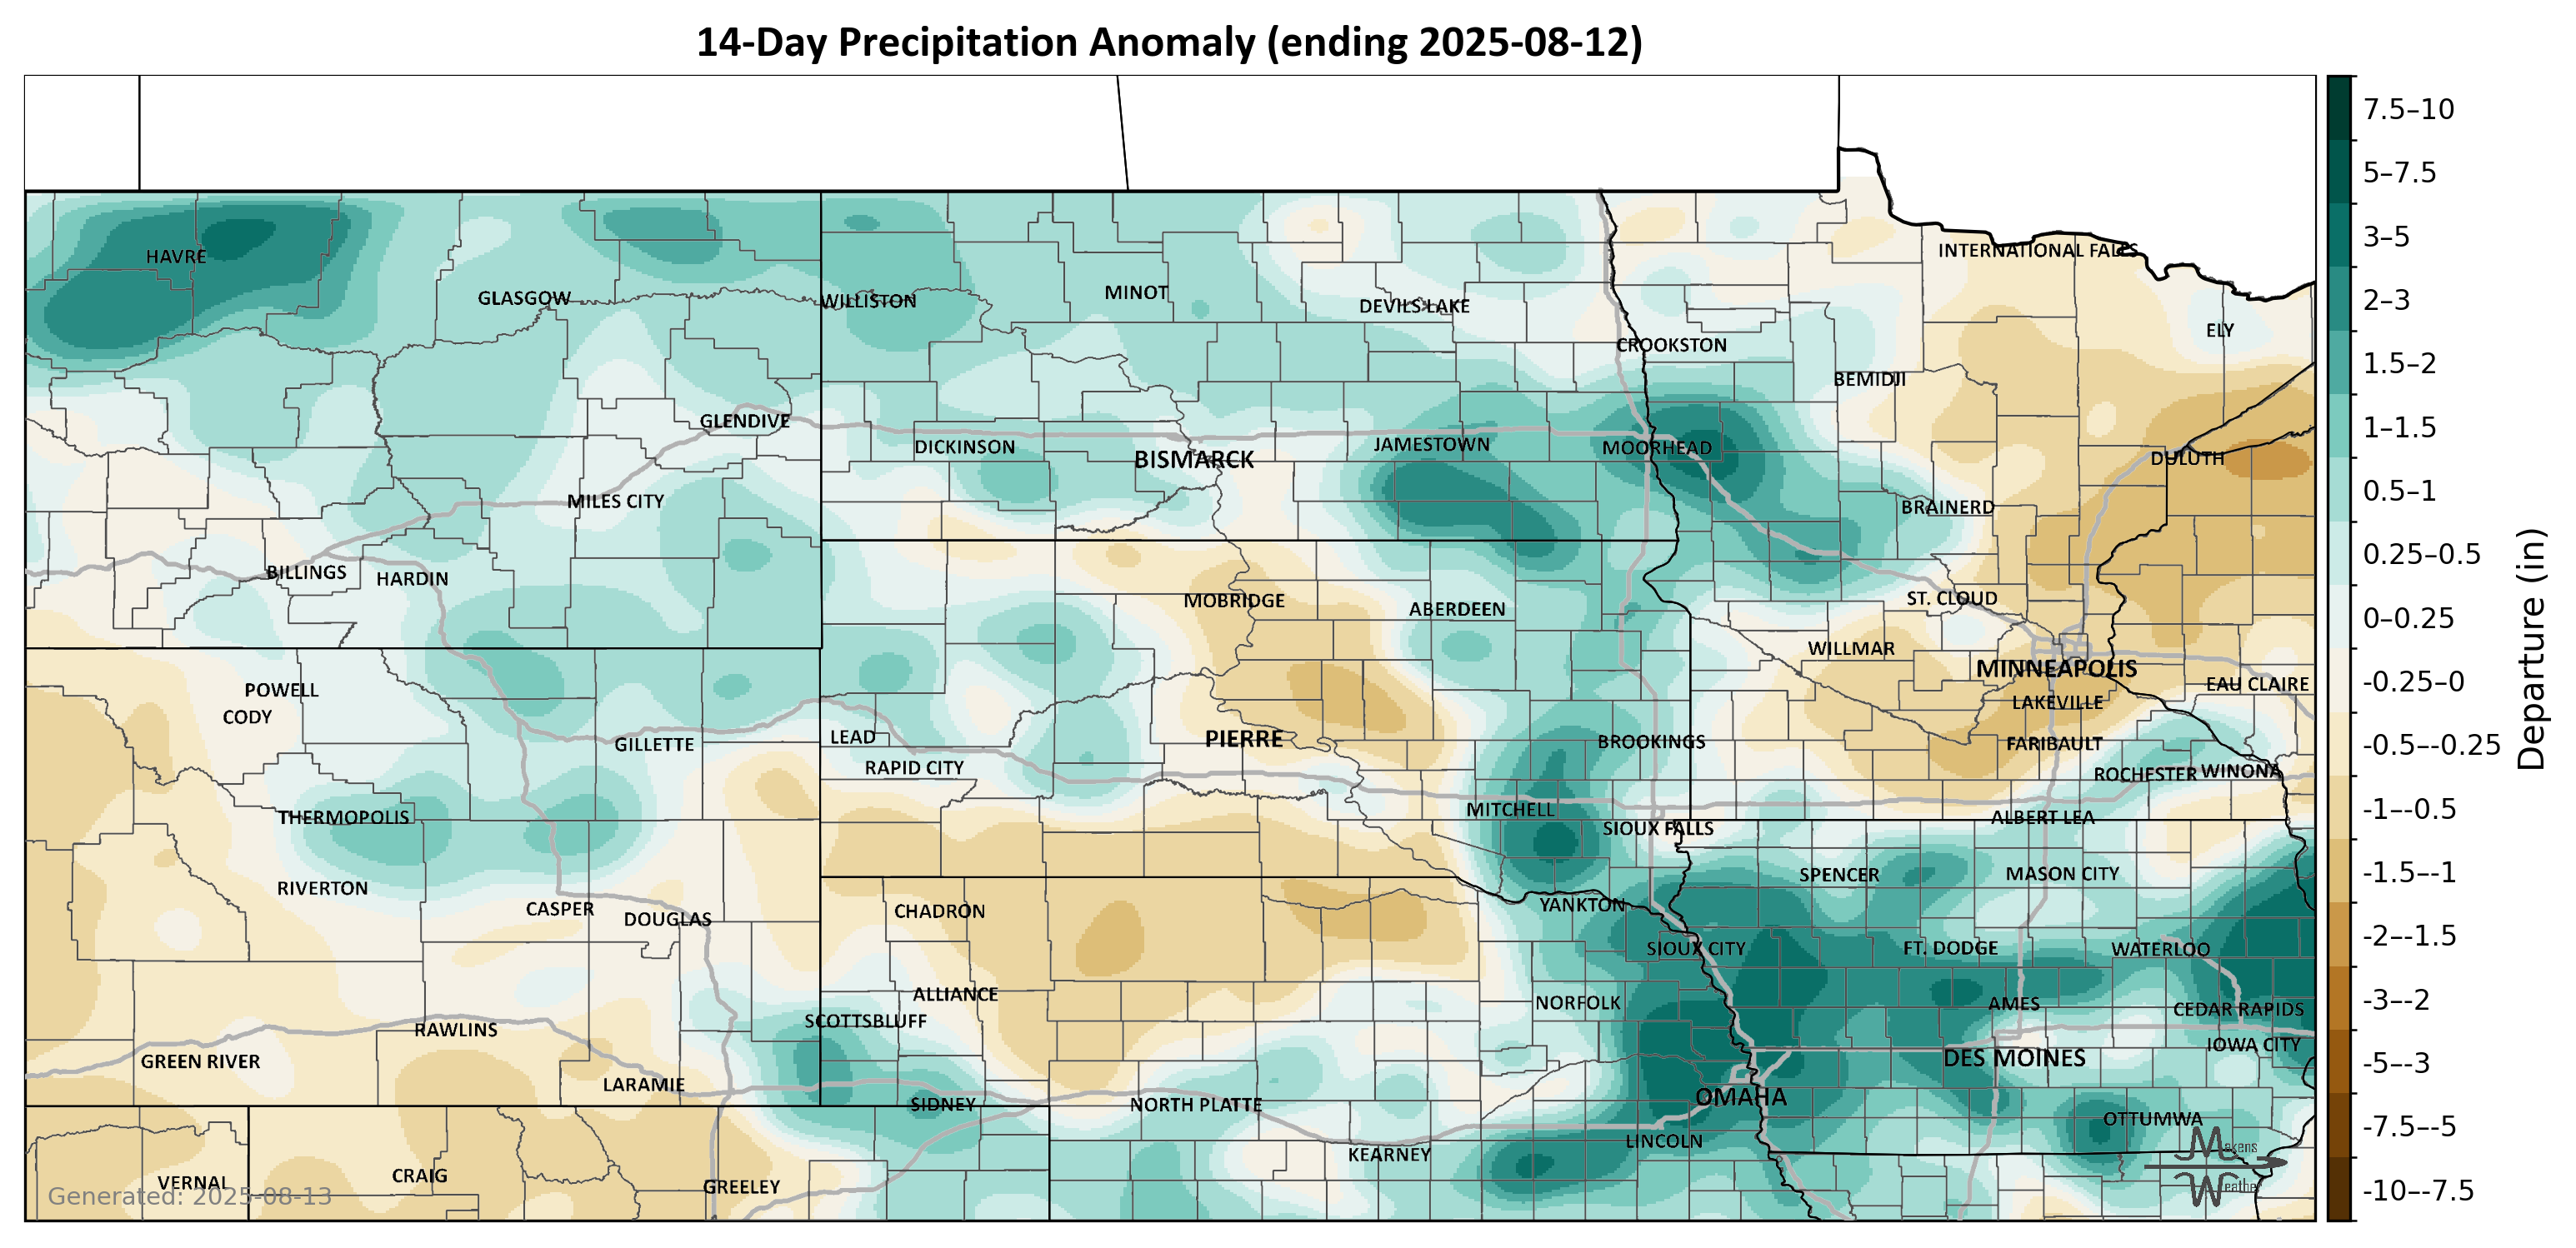 14-Day Precipitation Anomaly (ending 2025-08-12)
HAVRE
GLASGOW
WILLISTON
MINOT
DEVILS LAKE
INTERNATIONAL FALLS
ELY
CROOKSTON
BEMIDJI
GLENDIVE
DICKINSON
BISMARCK
JAMESTOWN
MOORHEAD
DULUTH
MILES CITY
BRAINERD
BILLINGS
HARDIN
MOBRIDGE
ABERDEEN
ST. CLOUD
WILLMAR
MINNEAPOLIS
EAU CLAIRE
POWELL
CODY
LAKEVILLE
GILLETTE
LEAD
PIERRE
BROOKINGS
FARIBAULT
RAPID CITY
ROCHESTER
WINONA
THERMOPOLIS
MITCHELL
SIOUX FALLS
ALBERT LEA
RIVERTON
SPENCER
MASON CITY
CASPER
DOUGLAS
CHADRON
YANKTON
SIOUX CITY
FT. DODGE
WATERLOO
ALLIANCE
NORFOLK
AMES
CEDAR RAPIDS
SCOTTSBLUFF
RAWLINS
GREEN RIVER
IOWA CITY
DES MOINES
LARAMIE
SIDNEY
NORTH PLATTE
OMAHA
OTTUMWA
LINCOLN
KEARNEY
VERNAL
CRAIG
GREELEY
Generated: 2025-08-13
Makens
Weather
7.5–10
5–7.5
3–5
2–3
1.5–2
1–1.5
0.5–1
0.25–0.5
0–0.25
-0.25–0
-0.5–-0.25
-1–-0.5
-1.5–-1
-2–-1.5
-3–-2
-5–-3
-7.5–-5
-10–-7.5
Departure (in)